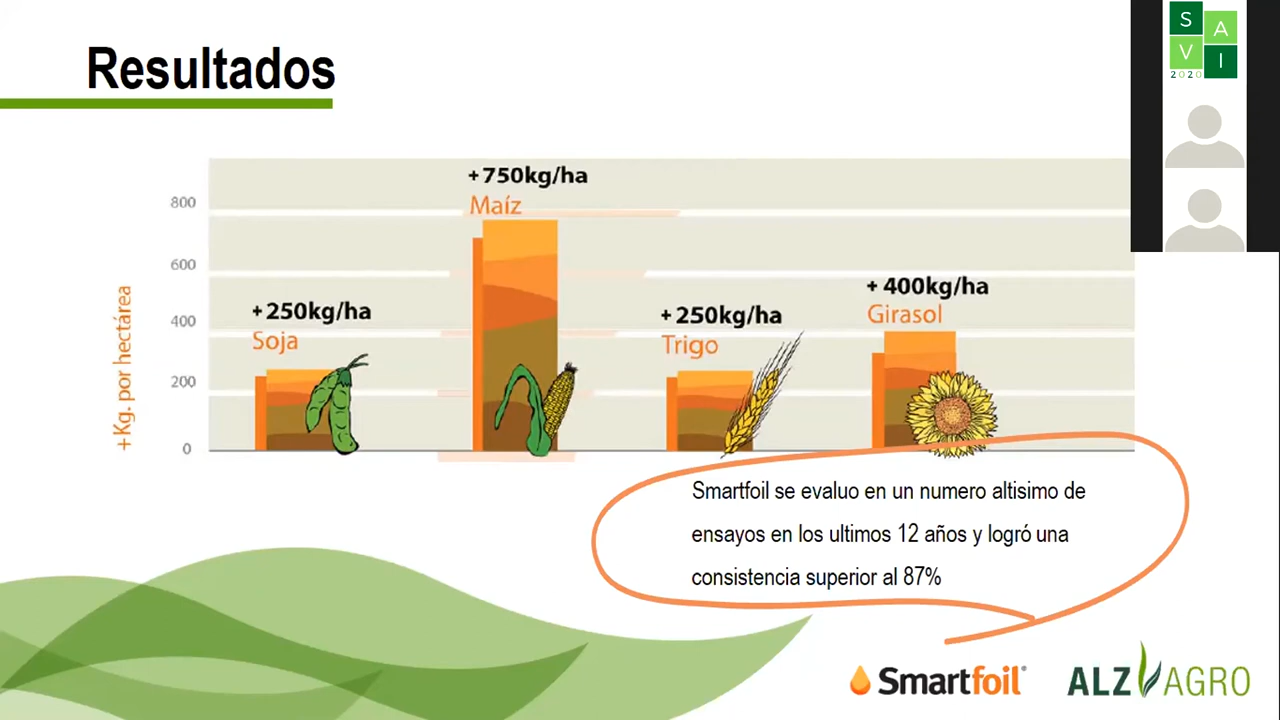 Resultados
S
A
V
I
2020
+750kg/ha
Maíz
800
600
+ 400kg/ha
Girasol
+250kg/ha
Soja
+250kg/ha
Trigo
400
200
0
+Kg. por hectárea
Smartfoil se evaluo en un numero altisimo de
ensayos en los ultimos 12 años y logró una
consistencia superior al 87%
Smartfoil®
ALZ AGRO